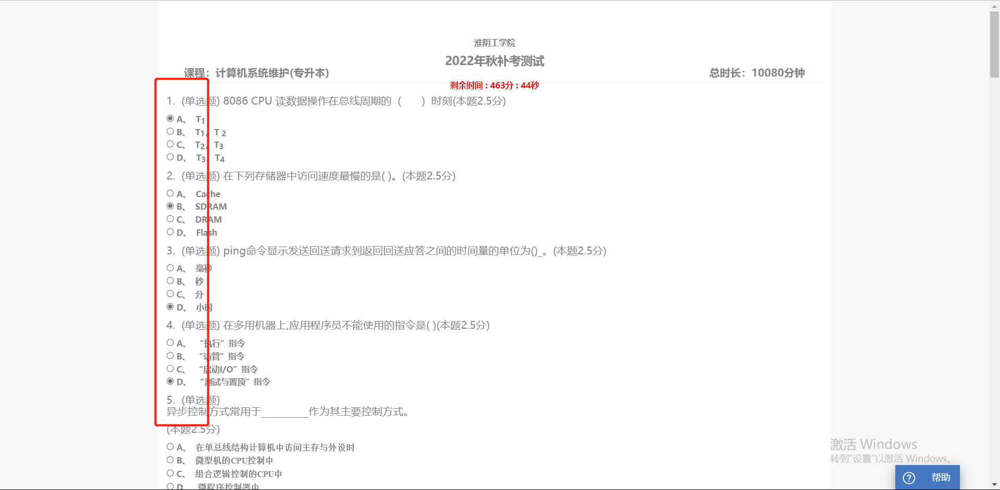 淮阴工学院
2022年秋补考测试
课程：计算机系统维护(专升本)
总时长：10080分钟
剩余时间 : 463分 : 44秒
1. (单选题) 8086 CPU 读数据操作在总线周期的（　）时刻(本题2.5分)
A、 T1
B、 T1，T 2
C、 T2，T3
D、 T3，T4
2. (单选题) 在下列存储器中访问速度最慢的是( )。(本题2.5分)
A、 Cache
B、 SDRAM
C、 DRAM
D、 Flash
3. (单选题) ping命令显示发送回送请求到返回回送应答之间的时间量的单位为()_。(本题2.5分)
A、 毫秒
B、 秒
C、 分
D、 小时
4. (单选题) 在多用机器上,应用程序员不能使用的指令是( )(本题2.5分)
A、 “执行”指令
B、 “访管”指令
C、 “启动I/O”指令
D、 “测试与置顶”指令
5. (单选题)
异步控制方式常用于_________作为其主要控制方式。
(本题2.5分)
A、 在单总线结构计算机中访问主存与外设时
B、 微型机的CPU控制中
C、 组合逻辑控制的CPU中
D、 微程序控制器中
激活 Windows
转到“设置”以激活 Windows。
帮助